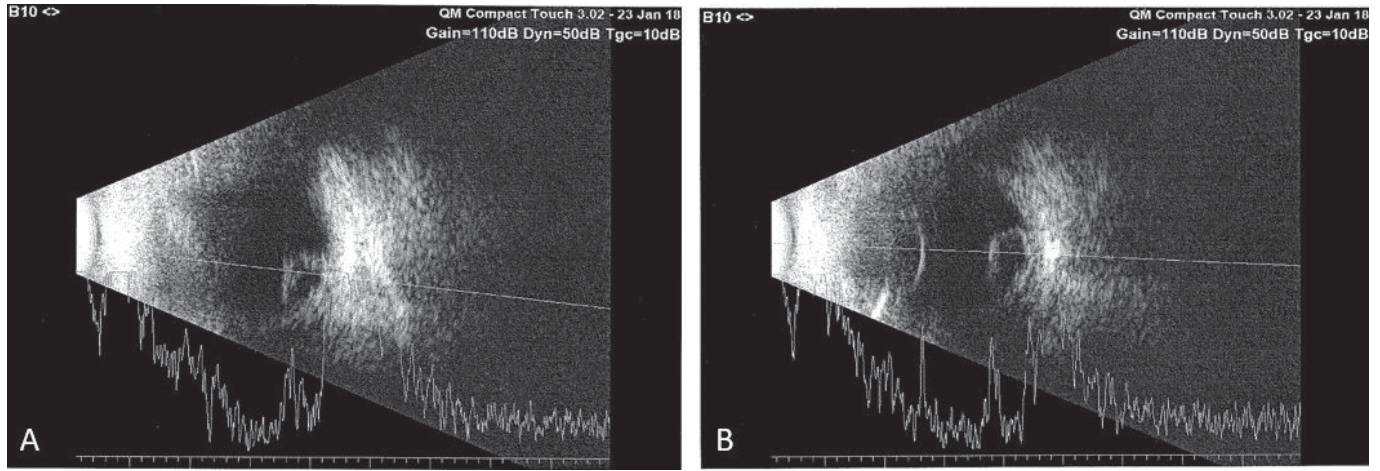 B10 <>
QM Compact Touch 3.02 - 23 Jan 18
Gain=110dB Dyn=50dB Tgc=10dB
A
B10 <>
QM Compact Touch 3.02 - 23 Jan 18
Gain=110dB Dyn=50dB Tgc=10dB
B